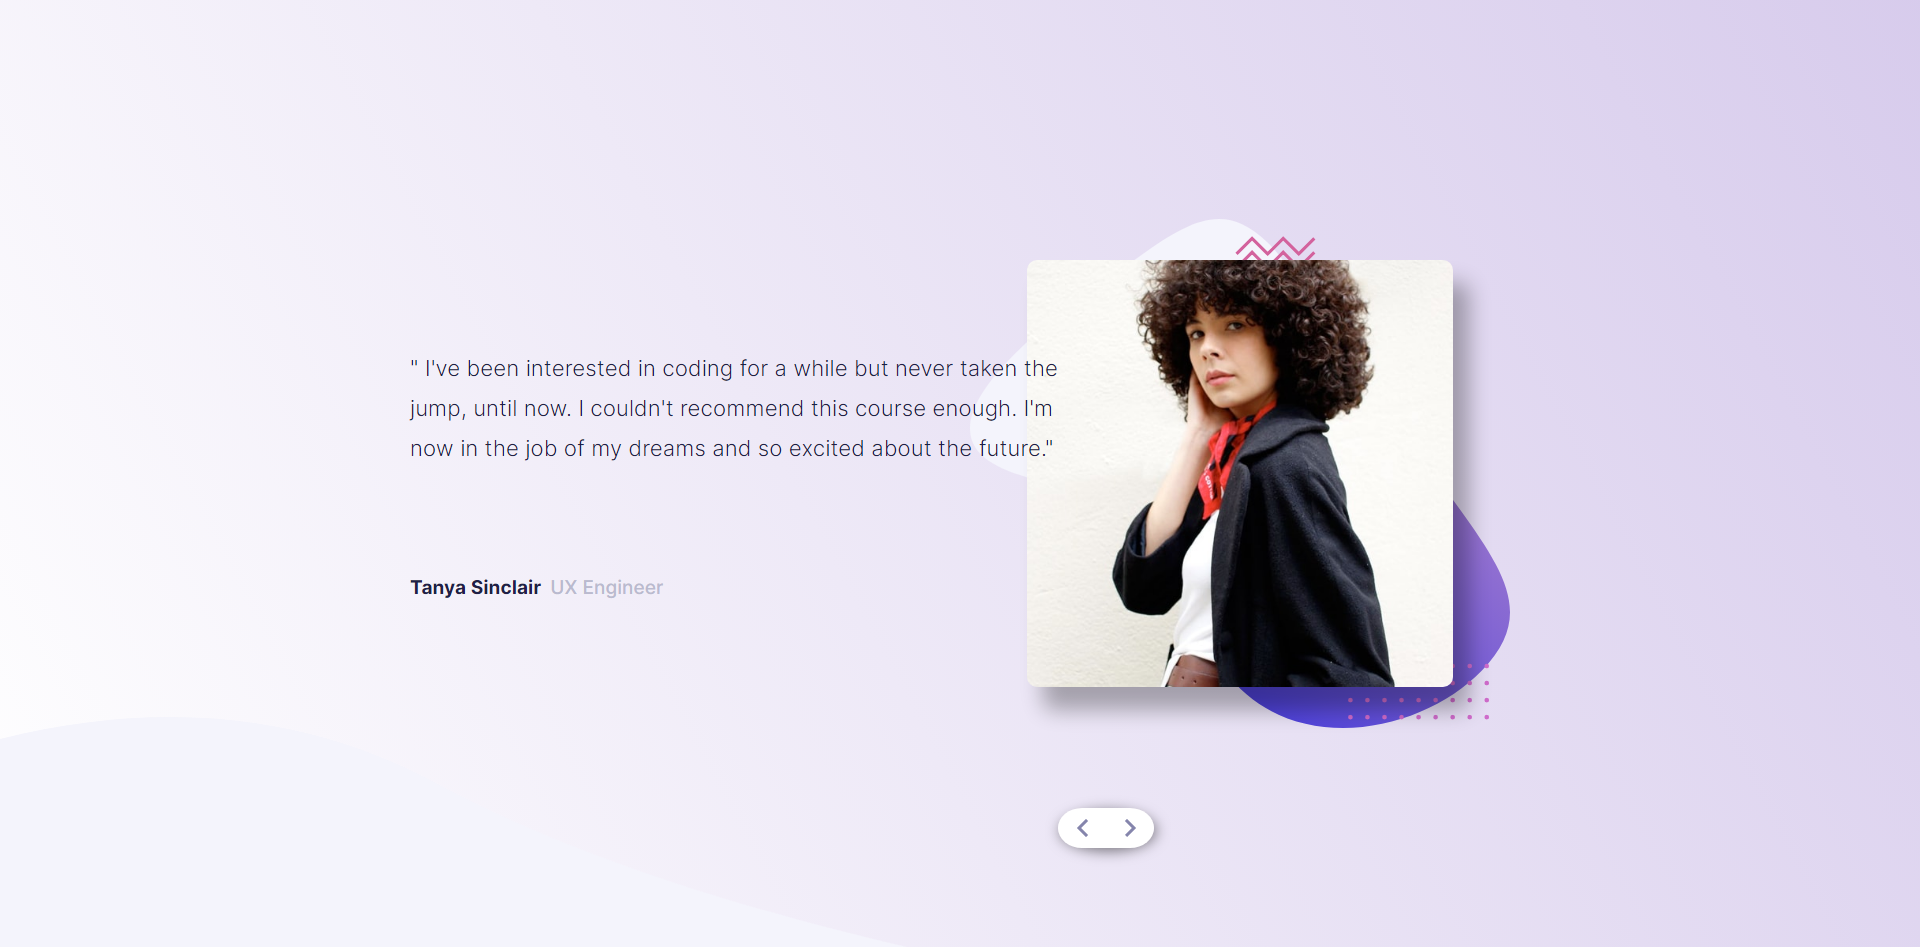 " I've been interested in coding for a while but never taken the
jump, until now. I couldn't recommend this course enough. I'm
now in the job of my dreams and so excited about the future."
Tanya Sinclair UX Engineer